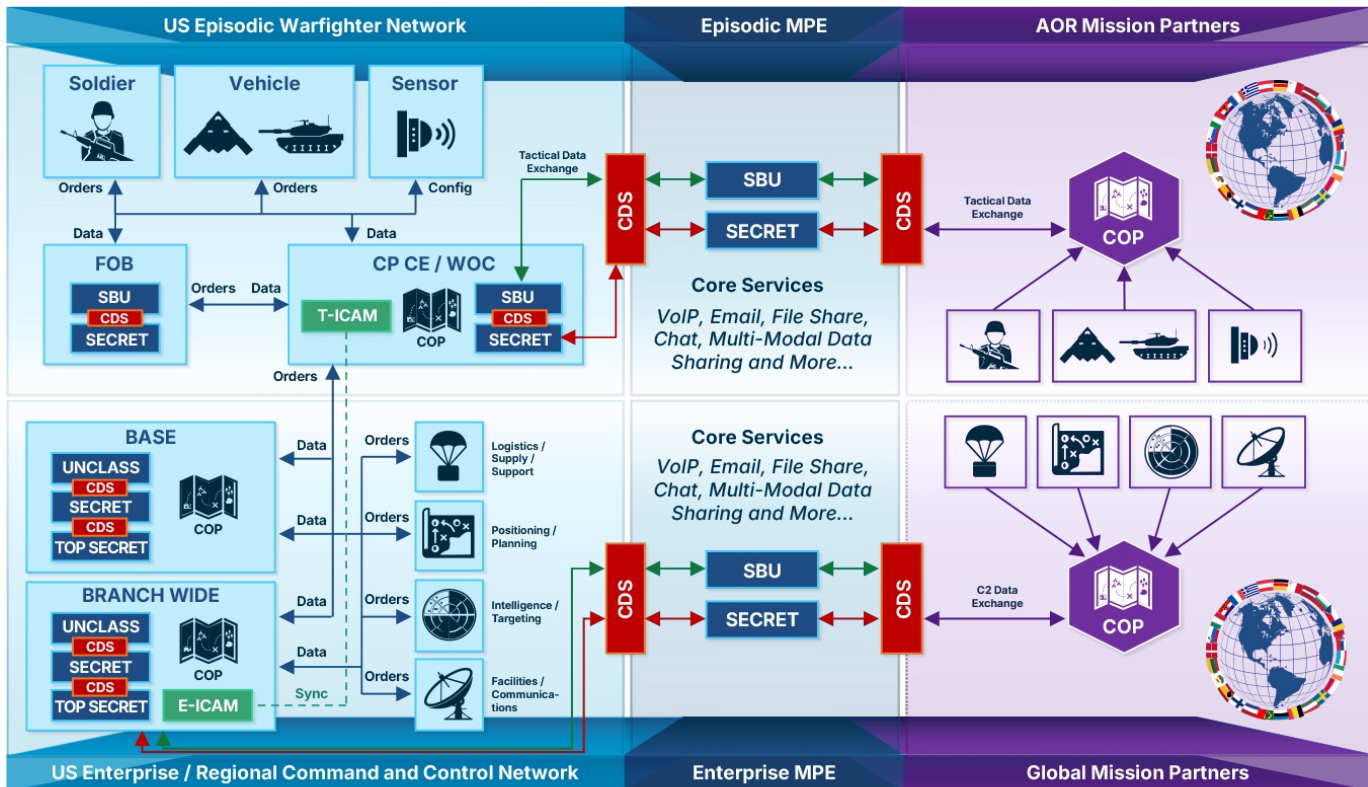 US Episodic Warfighter Network
Episodic MPE
AOR Mission Partners
Soldier
Vehicle
Sensor
Orders
Orders
Config
Data
Data
Tactical Data
Exchange
FOB
SBU
CDS
SECRET
Orders
Data
CP CE / WOC
T-ICAM
COP
SBU
CDS
SECRET
Orders
CDS
SBU
SECRET
CDS
Core Services
VoIP, Email, File Share,
Chat, Multi-Modal Data
Sharing and More...
Tactical Data
Exchange
COP
BASE
UNCLASS
CDS
SECRET
CDS
TOP SECRET
COP
Data
Data
BRANCH WIDE
UNCLASS
CDS
SECRET
CDS
TOP SECRET
COP
E-ICAM
Data
Data
Sync
Orders
Logistics /
Supply /
Support
Orders
Positioning /
Planning
Orders
Intelligence /
Targeting
Orders
Facilities /
Communica-
tions
Core Services
VoIP, Email, File Share,
Chat, Multi-Modal Data
Sharing and More...
CDS
SBU
SECRET
CDS
C2 Data
Exchange
COP
US Enterprise / Regional Command and Control Network
Enterprise MPE
Global Mission Partners